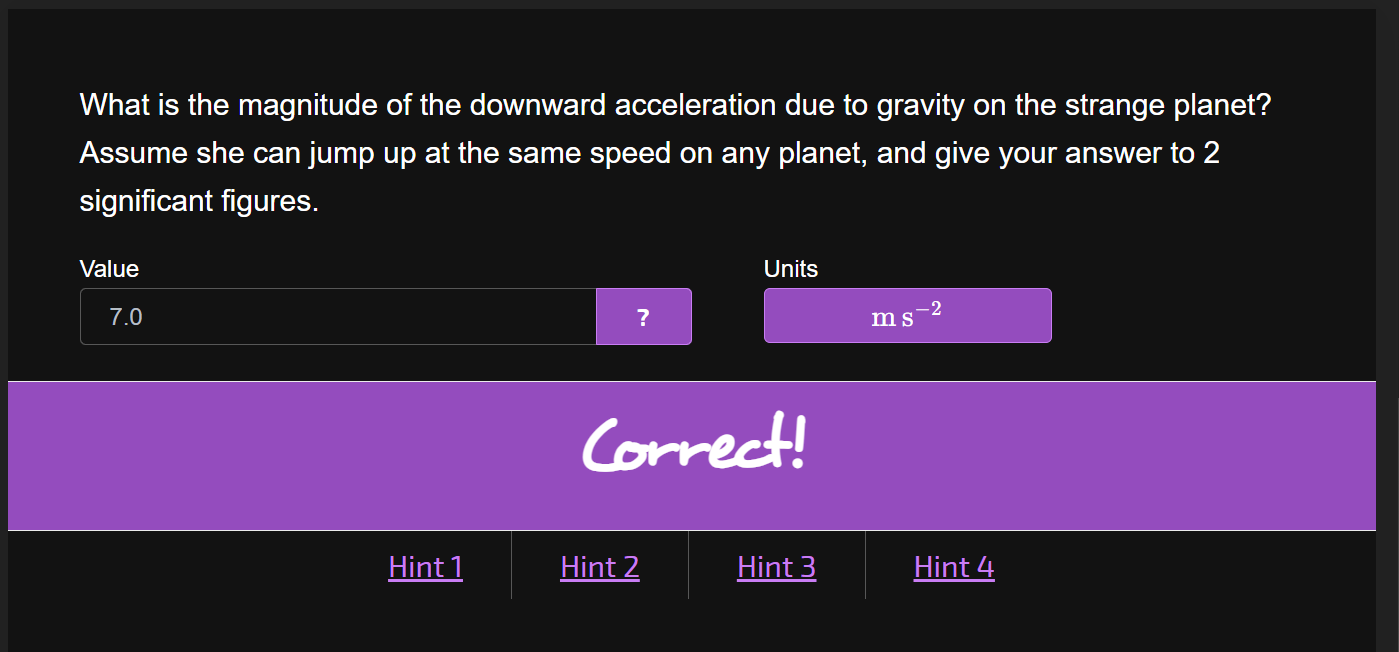 What is the magnitude of the downward acceleration due to gravity on the strange planet?
Assume she can jump up at the same speed on any planet, and give your answer to 2
significant figures.
Value
Units
7.0
?
m s⁻²
Correct!
Hint 1
Hint 2
Hint 3
Hint 4